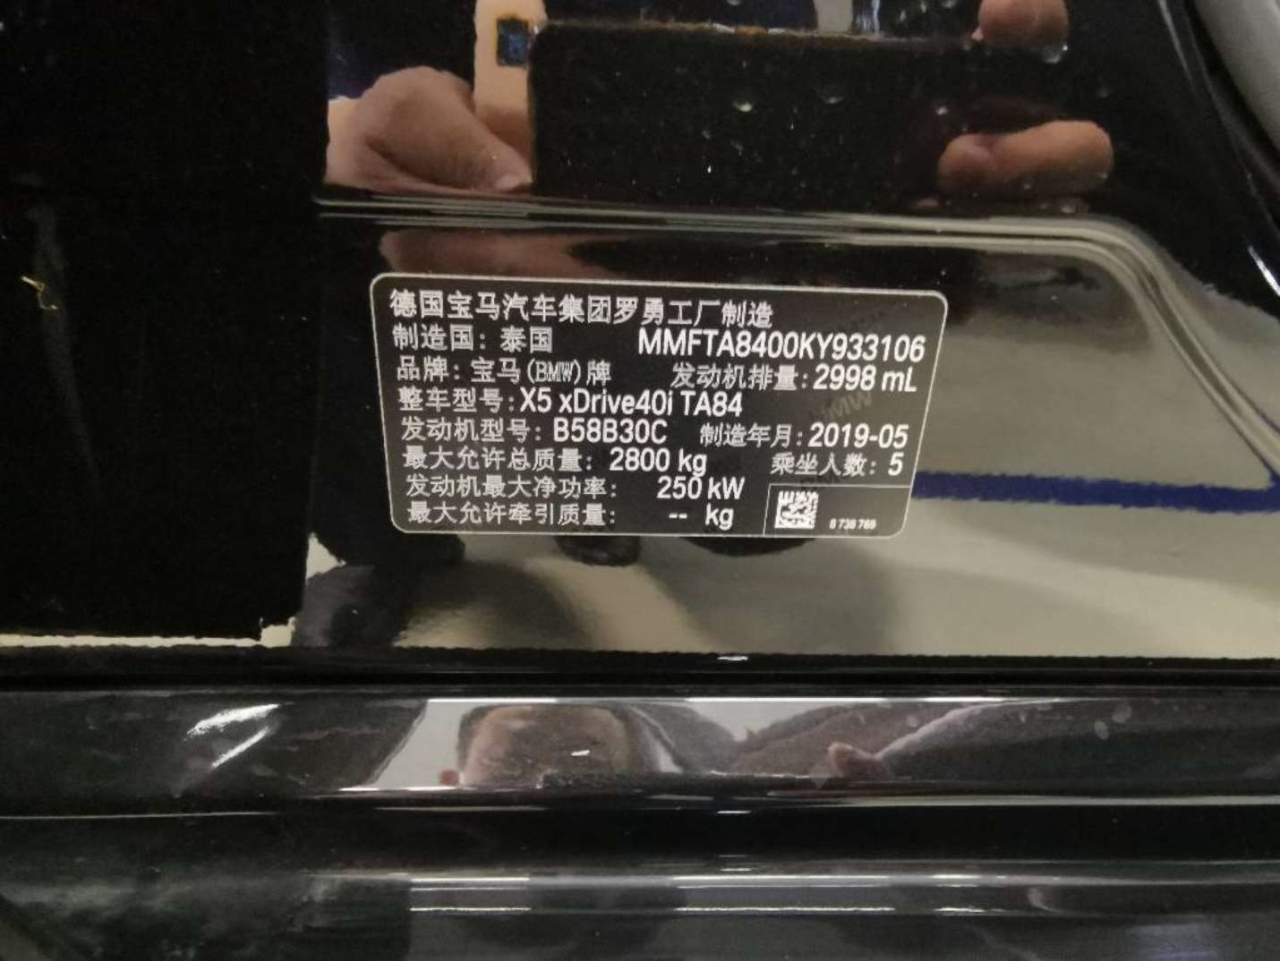 德国宝马汽车集团罗勇工厂制造
制造国：泰国 MMFTA8400KY933106
品牌：宝马(BMW)牌 发动机排量：2998 mL
整车型号：X5 xDrive40i TA84
发动机型号：B58B30C 制造年月：2019-05
最大允许总质量：2800 kg 乘坐人数：5
发动机最大净功率：250 kW
最大允许牵引质量：-- kg
8 738 769